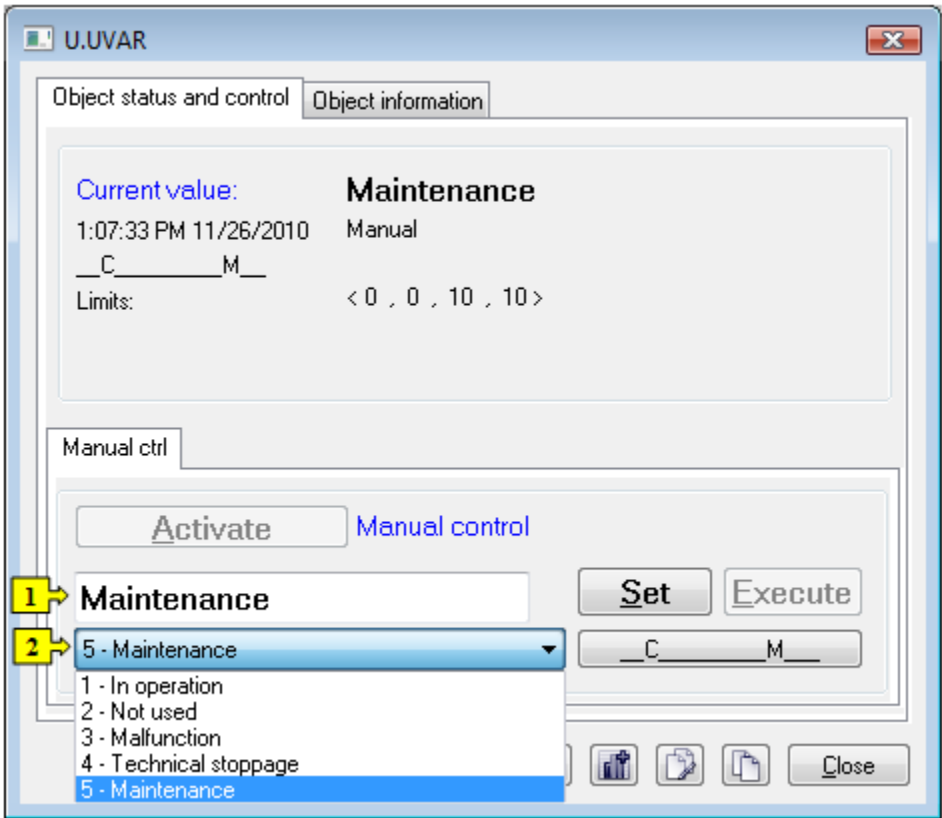 U.UVAR
Object status and control
Object information
Current value:
Maintenance
1:07:33 PM 11/26/2010
Manual
__C_________M__
Limits:
< 0 , 0 , 10 , 10 >
Manual ctrl
Activate
Manual control
1
Maintenance
Set
Execute
2
5 - Maintenance
__C_________M___
1 - In operation
2 - Not used
3 - Malfunction
4 - Technical stoppage
5 - Maintenance
Close